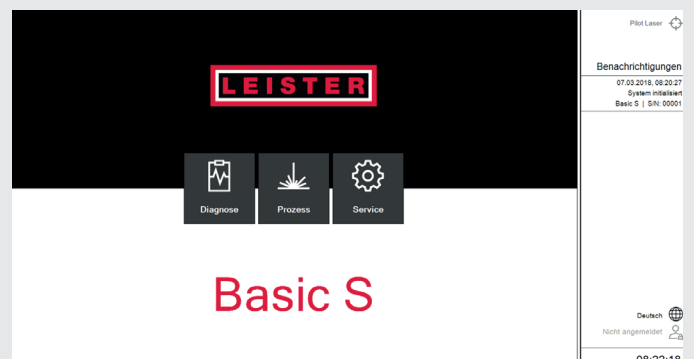 Pilot Laser
LEISTER
Benachrichtigungen
07.03.2018, 08:20:27
System initialisiert
Basic S | S/N: 00001
Diagnose
Prozess
Service
Basic S
Deutsch
Nicht angemeldet
08:22:18